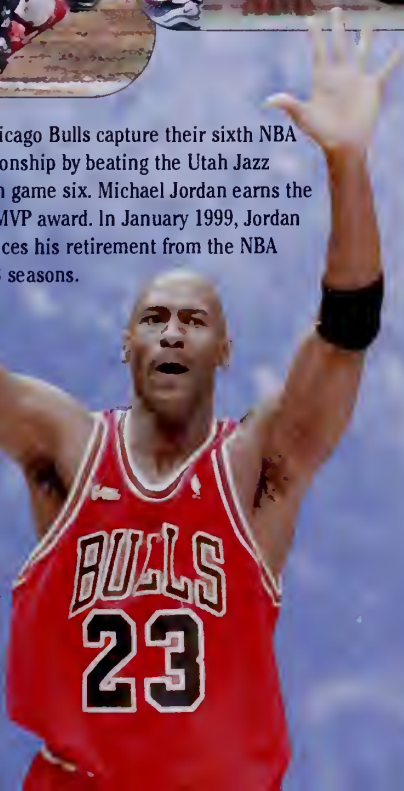 icago Bulls capture their sixth NBA
onship by beating the Utah Jazz
n game six. Michael Jordan earns the
MVP award. In January 1999, Jordan
ces his retirement from the NBA
seasons.
BULLS
23